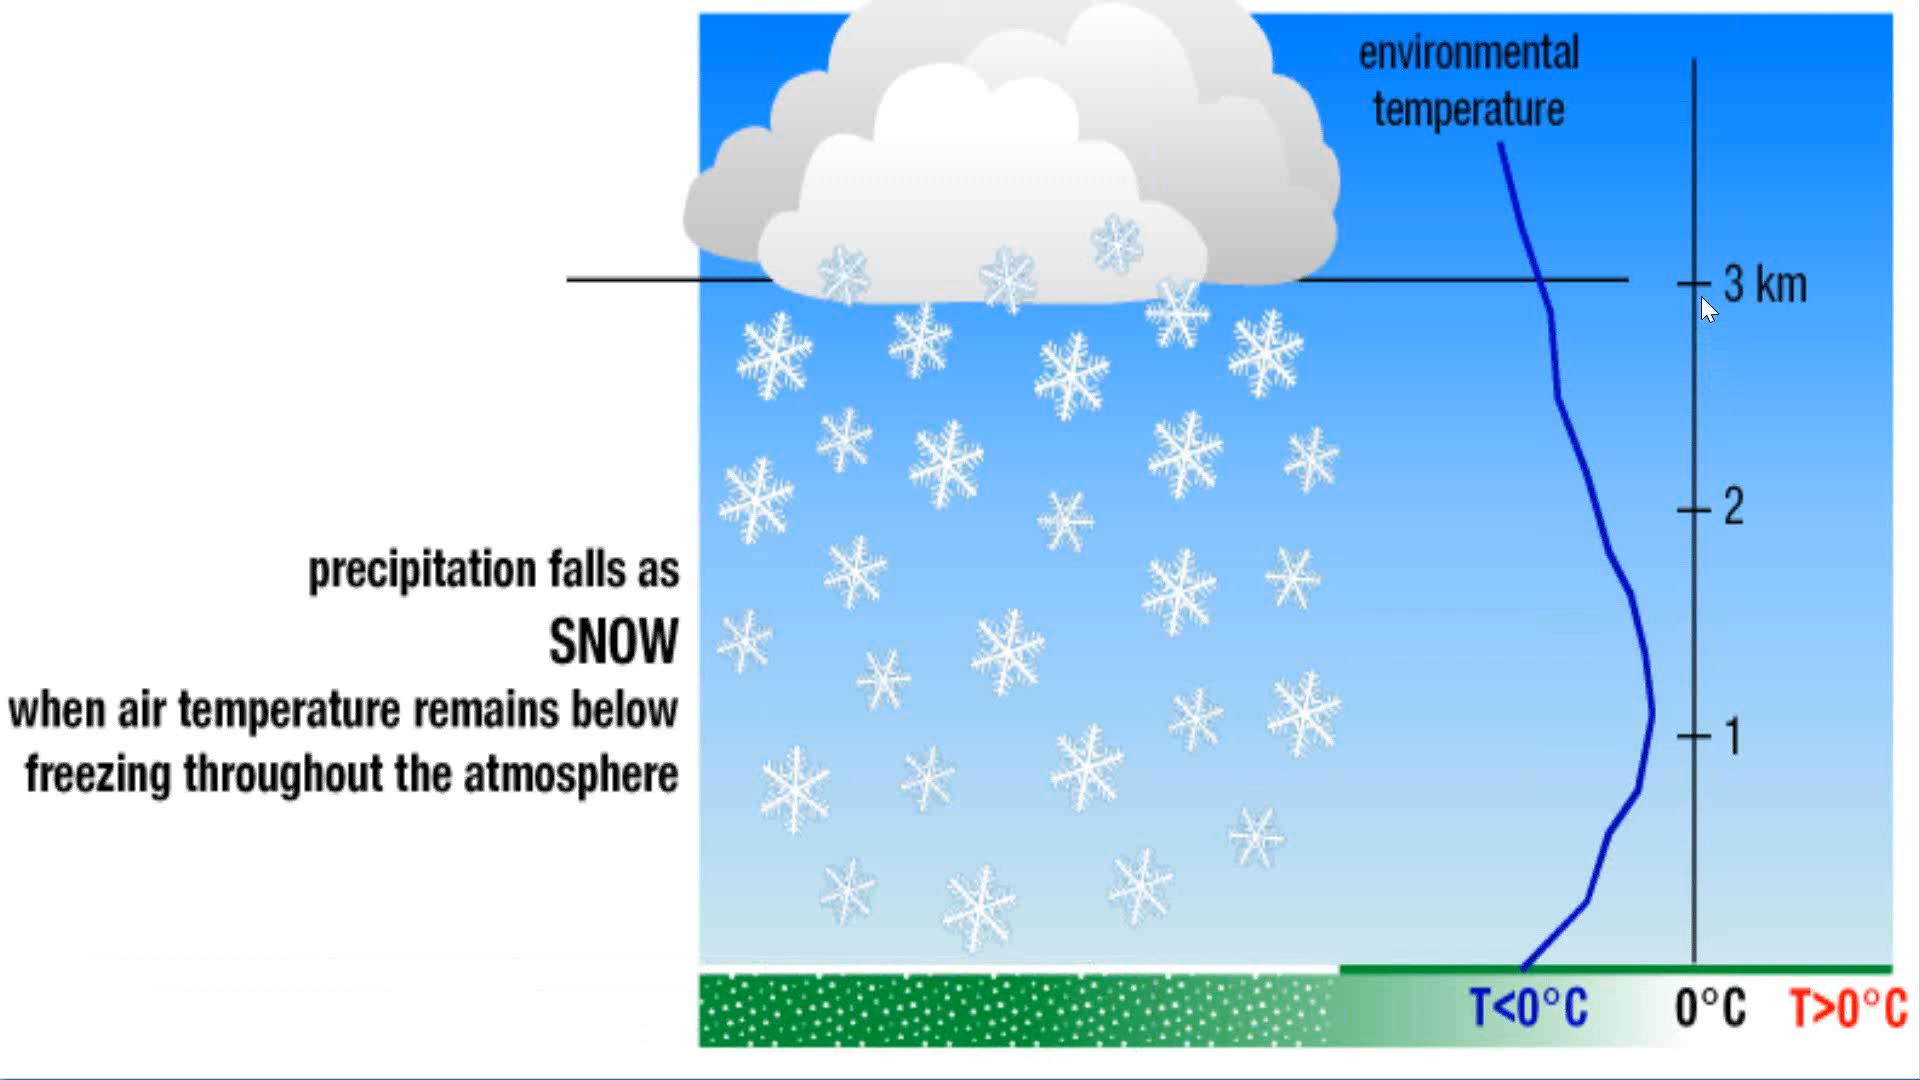 environmental
temperature
3 km
2
precipitation falls as
SNOW
when air temperature remains below
1
freezing throughout the atmosphere
T<0°C
0°C
T>0°C